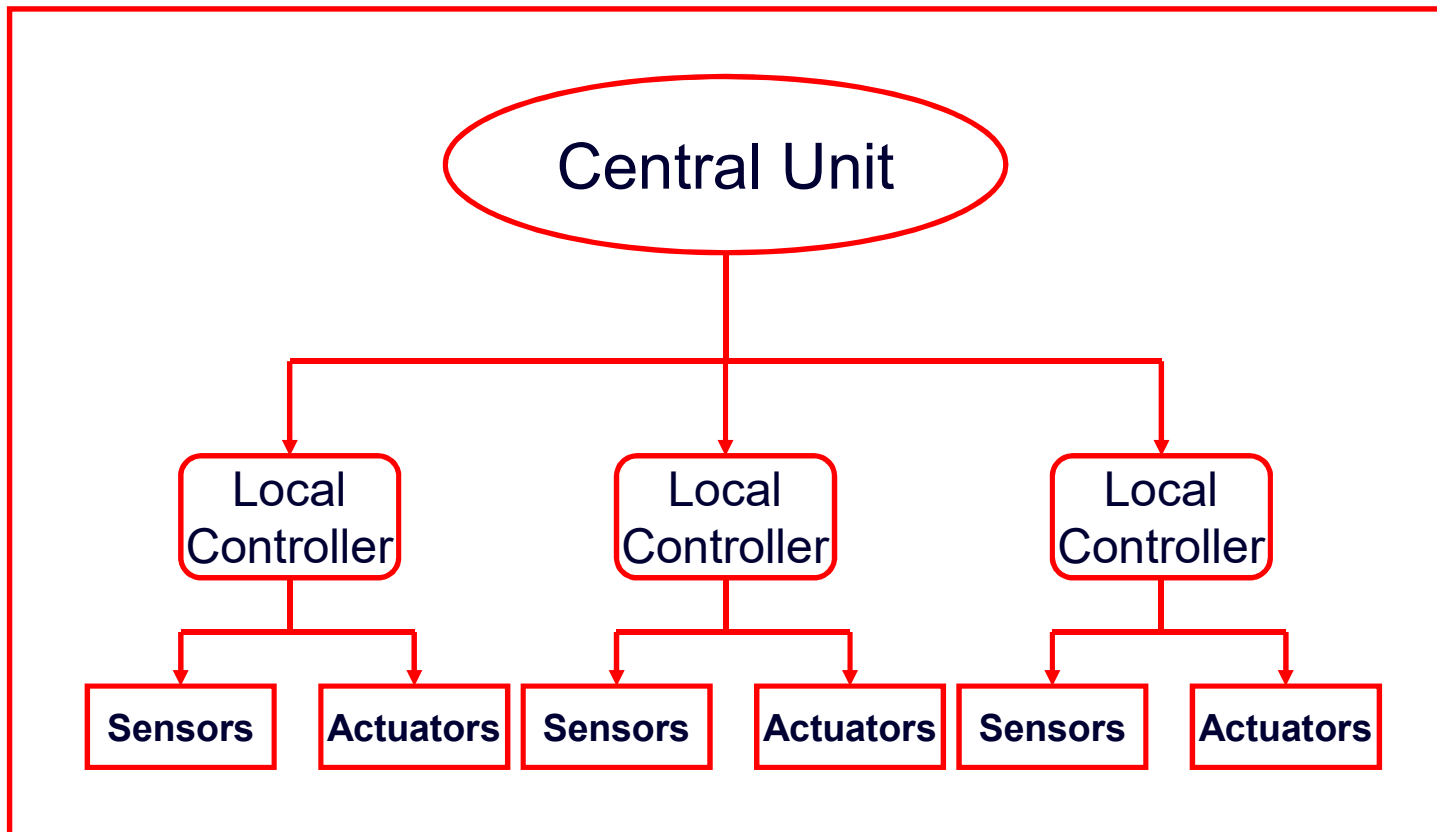 Central Unit
Local
Controller
Local
Controller
Local
Controller
Sensors
Actuators
Sensors
Actuators
Sensors
Actuators